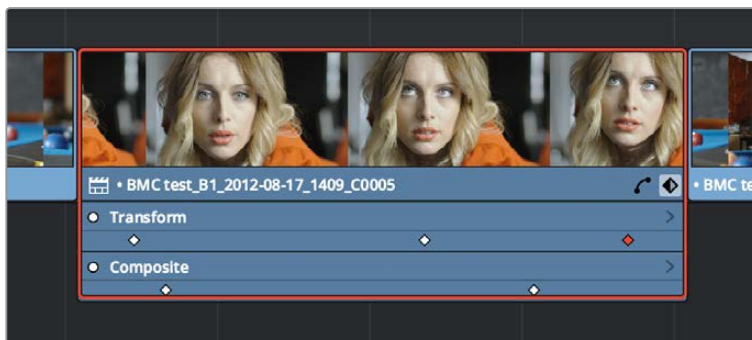 • BMC test_B1_2012-08-17_1409_C0005
• BMC te
Transform
Composite